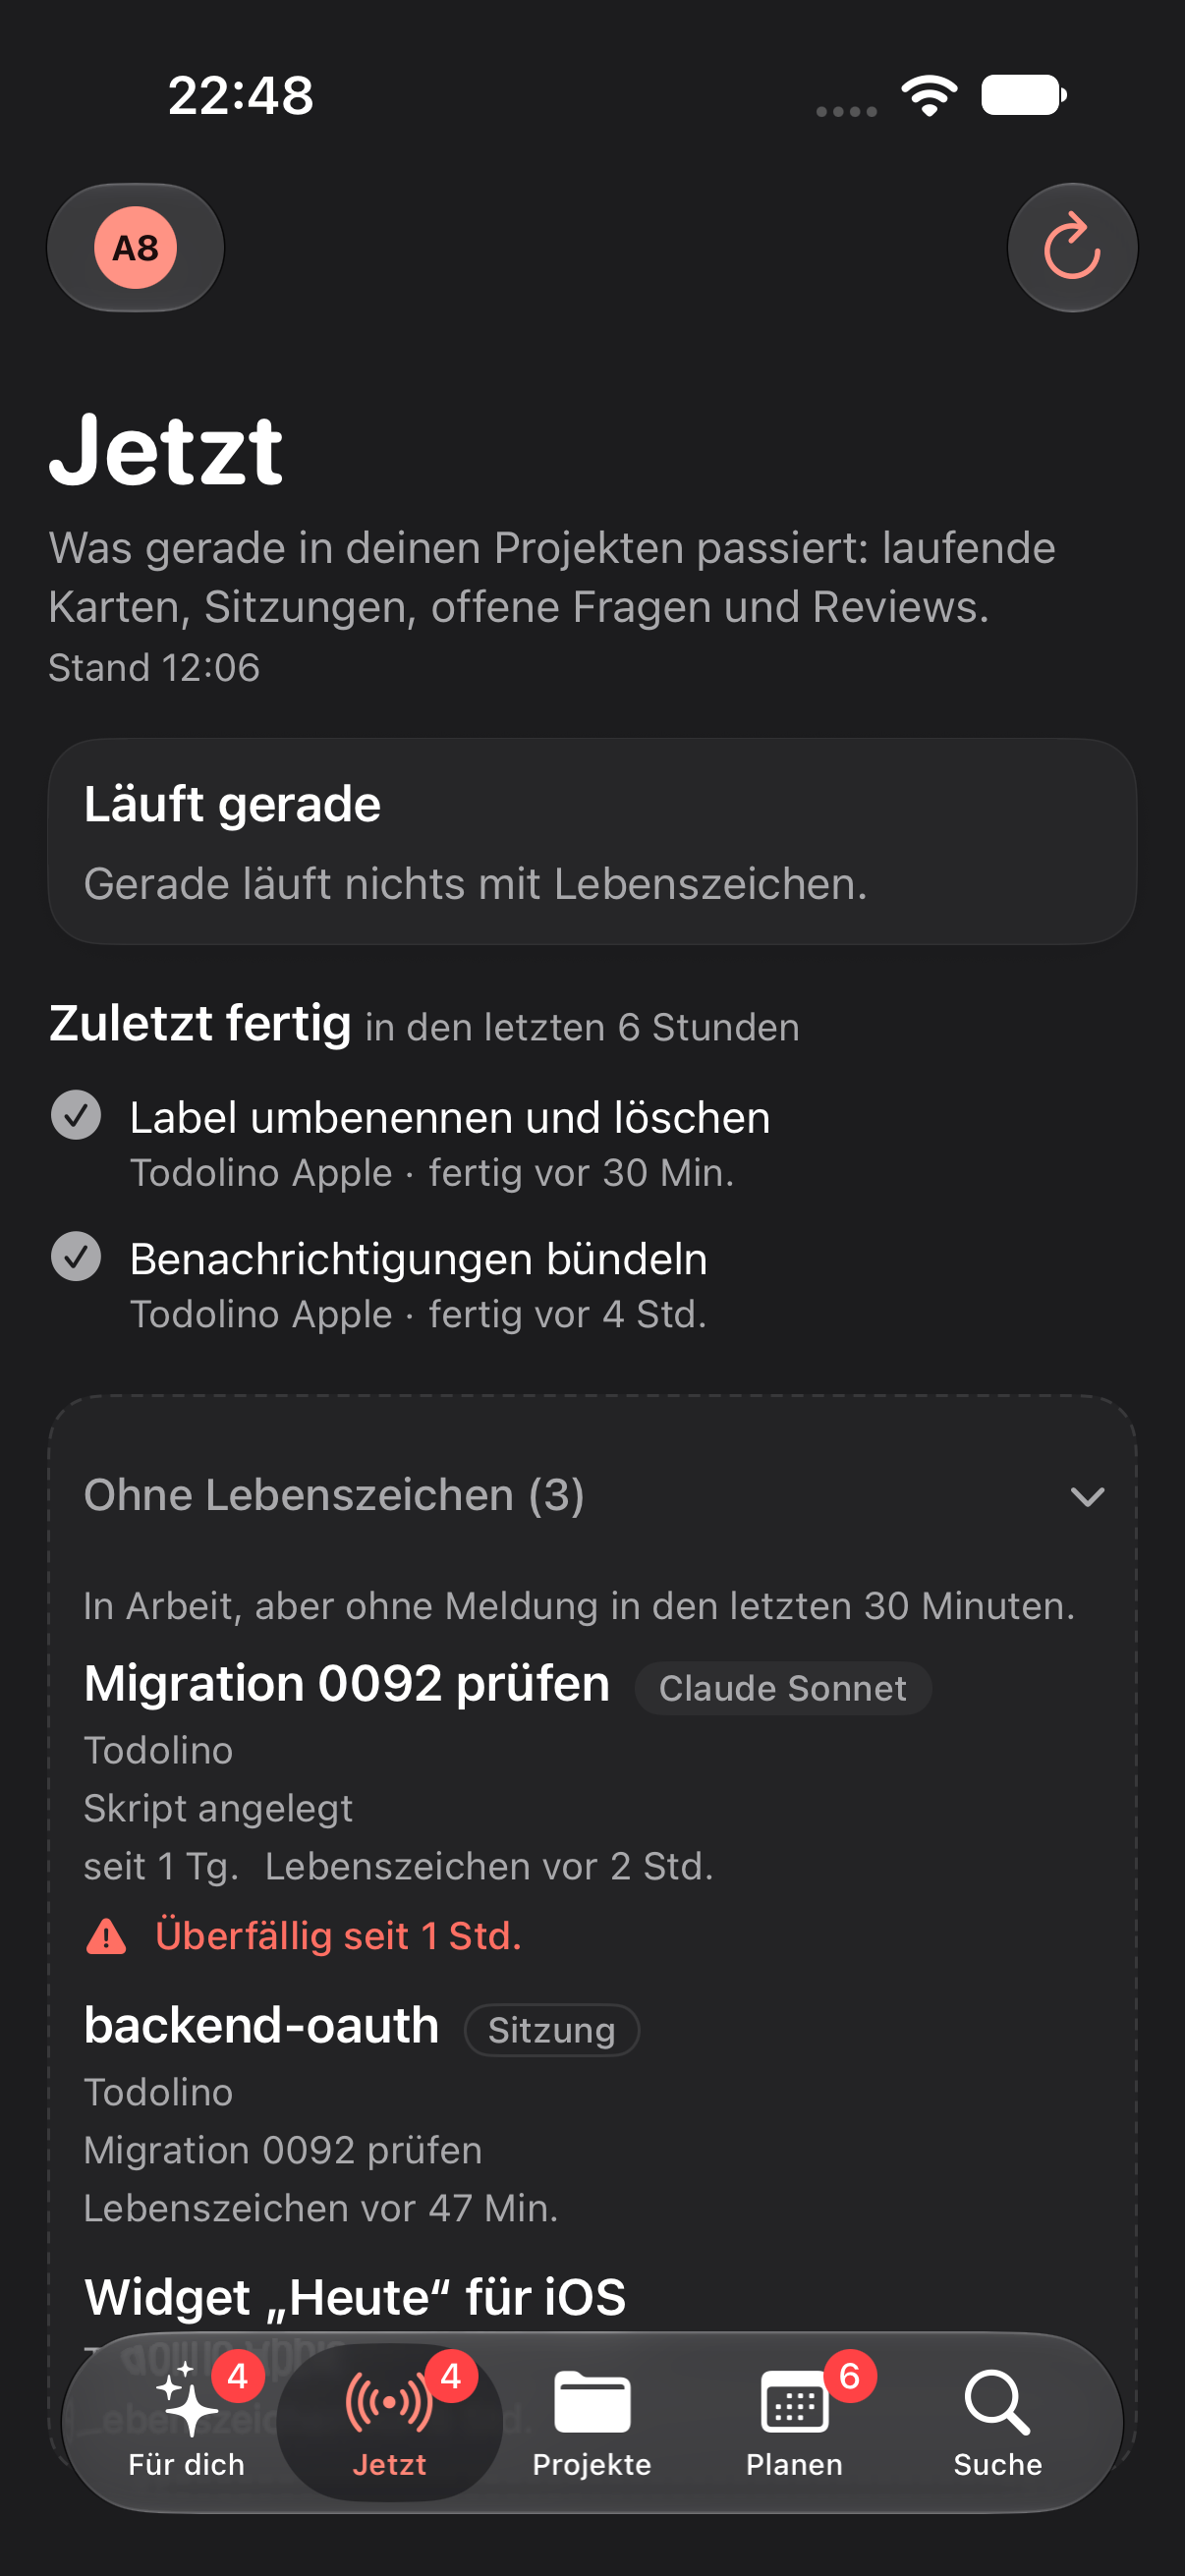 22:48
A8
Jetzt
Was gerade in deinen Projekten passiert: laufende
Karten, Sitzungen, offene Fragen und Reviews.
Stand 12:06
Läuft gerade
Gerade läuft nichts mit Lebenszeichen.
Zuletzt fertig in den letzten 6 Stunden
Label umbenennen und löschen
Todolino Apple · fertig vor 30 Min.
Benachrichtigungen bündeln
Todolino Apple · fertig vor 4 Std.
Ohne Lebenszeichen (3)
In Arbeit, aber ohne Meldung in den letzten 30 Minuten.
Migration 0092 prüfen Claude Sonnet
Todolino
Skript angelegt
seit 1 Tg. Lebenszeichen vor 2 Std.
Überfällig seit 1 Std.
backend-oauth Sitzung
Todolino
Migration 0092 prüfen
Lebenszeichen vor 47 Min.
Widget „Heute“ für iOS
4 4 6
Für dich Jetzt Projekte Planen Suche